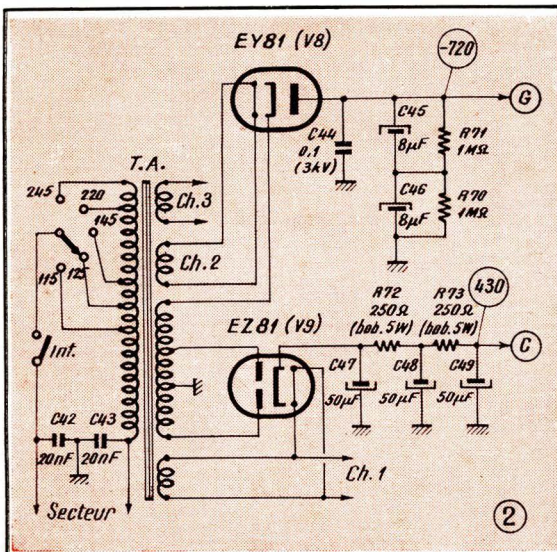 EY81 (V8)
-720
G
C44
0,1
(3kV)
C45
8µF
R71
1MΩ
C46
8µF
R70
1MΩ
T.A.
245
220
145
125
115
Ch.3
Ch.2
Int.
EZ81 (V9)
R72
250Ω
(bob. 5W)
R73
250Ω
(bob. 5W)
430
C
C47
50µF
C48
50µF
C49
50µF
C42
20nF
C43
20nF
Ch.1
Secteur
2